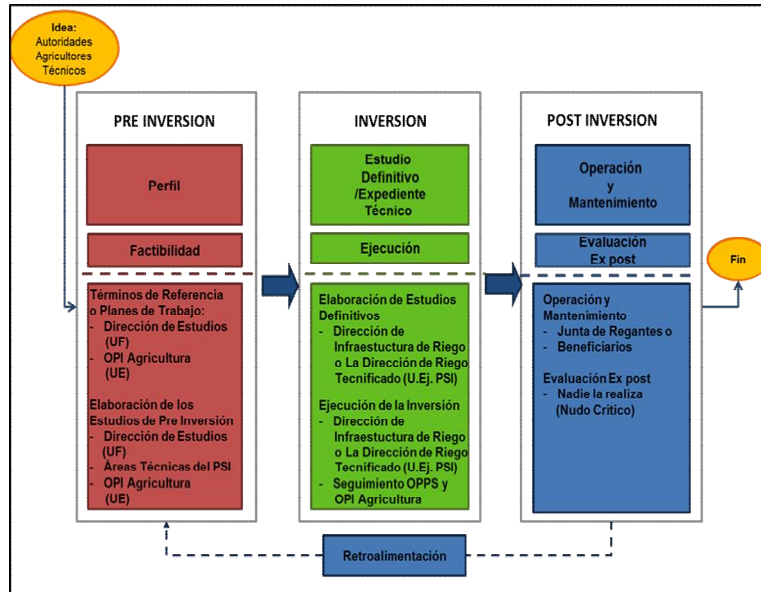 Idea:
Autoridades
Agricultores
Técnicos
PRE INVERSION
Perfil
Factibilidad
Términos de Referencia
o Planes de Trabajo:
- Dirección de Estudios
(UF)
- OPI Agricultura
(UE)
Elaboración de los
Estudios de Pre Inversión
- Dirección de Estudios
(UF)
- Áreas Técnicas del PSI
- OPI Agricultura
(UE)
INVERSION
Estudio
Definitivo
/Expediente
Técnico
Ejecución
Elaboración de Estudios
Definitivos
- Dirección de
Infraestuctura de Riego
o La Dirección de Riego
Tecnificado (U.Ej. PSI)
Ejecución de la Inversión
- Dirección de
Infraestuctura de Riego
o La Dirección de Riego
Tecnificado (U.Ej. PSI)
- Seguimiento OPPS y
OPI Agricultura
POST INVERSION
Operación
y
Mantenimiento
Evaluación
Ex post
Operación y
Mantenimiento
- Junta de Regantes o
- Beneficiarios
Evaluación Ex post
- Nadie la realiza
(Nudo Crítico)
Fin
Retroalimentación